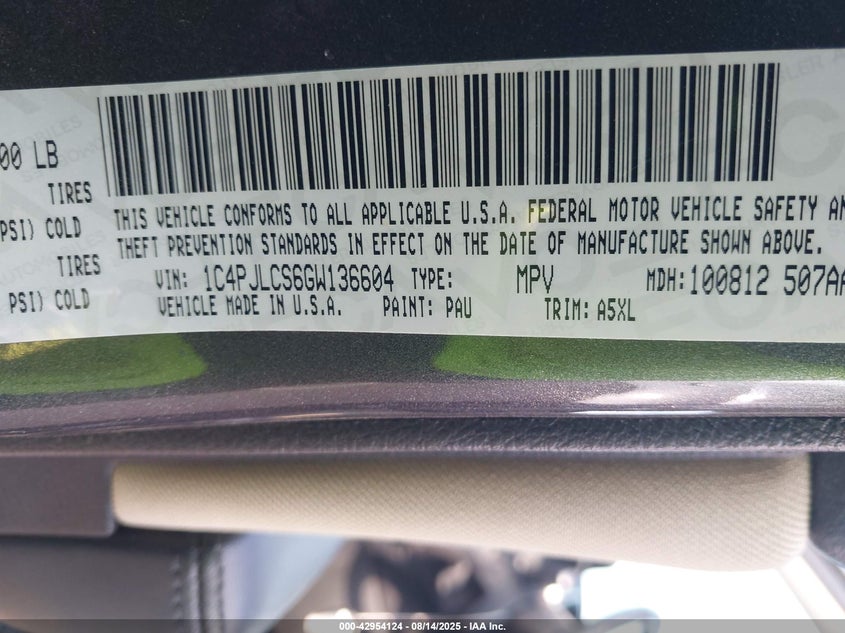 00 LB
TIRES
PSI) COLD
TIRES
PSI) COLD
THIS VEHICLE CONFORMS TO ALL APPLICABLE U.S.A. FEDERAL MOTOR VEHICLE SAFETY AN
THEFT PREVENTION STANDARDS IN EFFECT ON THE DATE OF MANUFACTURE SHOWN ABOVE.
VIN: 1C4PJLCS6GW136604 TYPE: MPV MDH:100812 507AA
VEHICLE MADE IN U.S.A. PAINT: PAU TRIM: A5XL
000-42954124 | 08/14/2025 - IAA Inc.